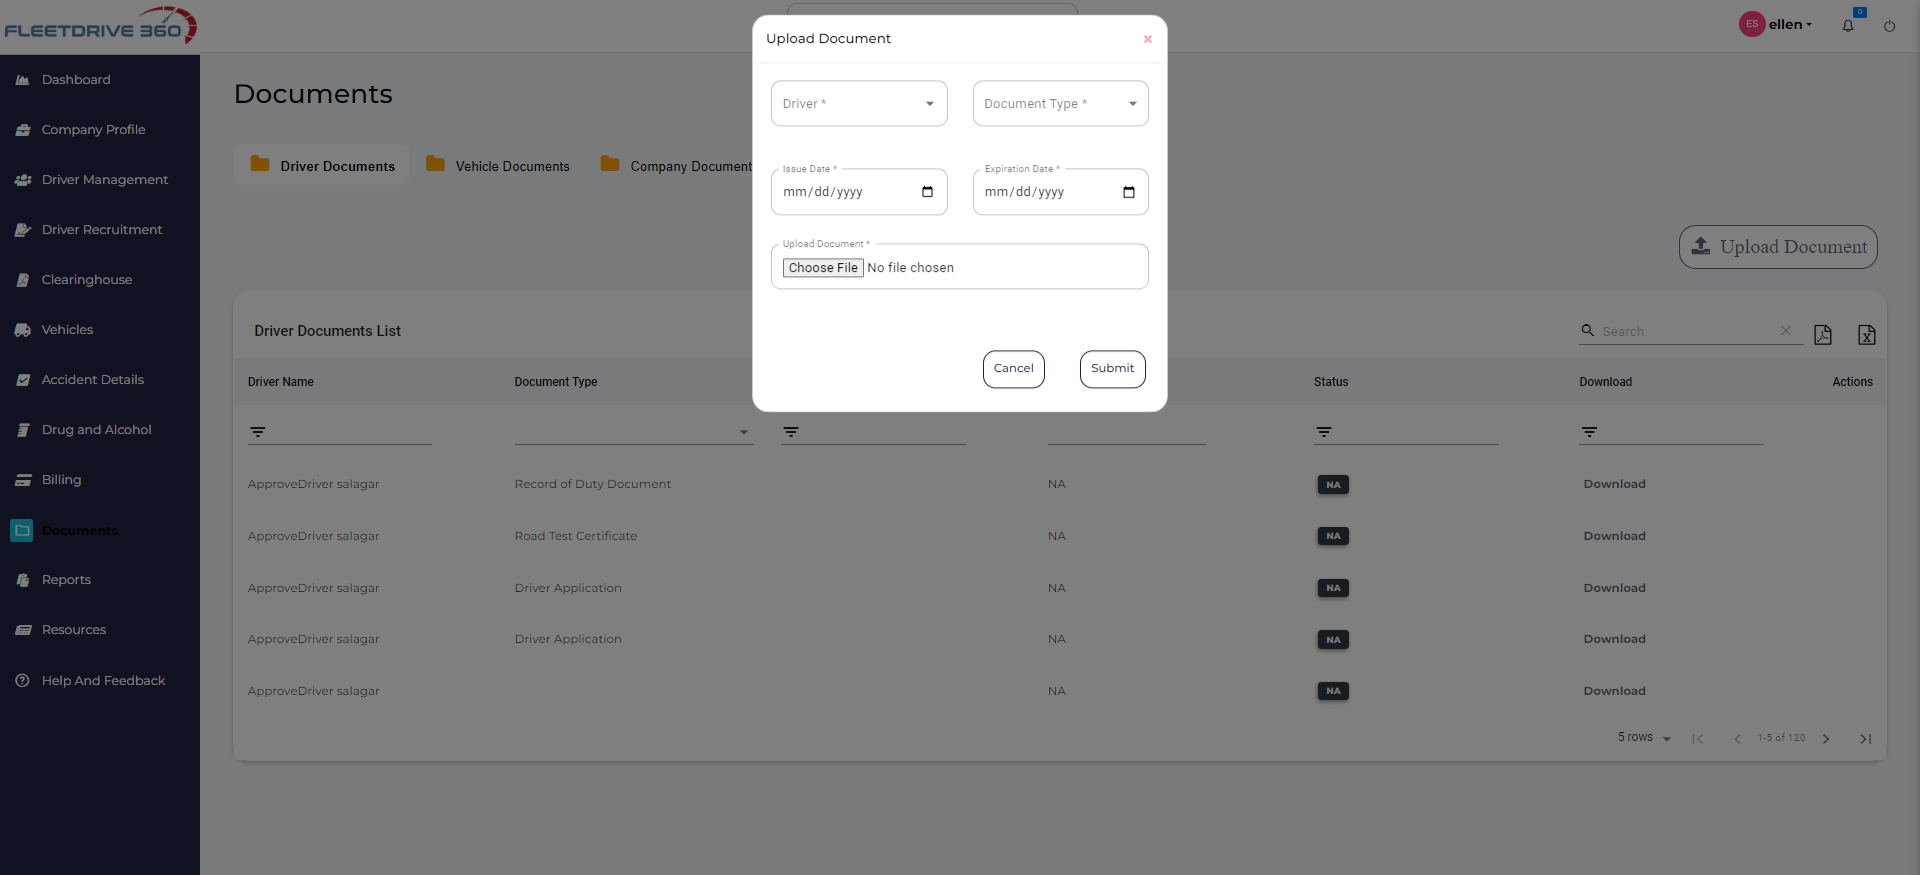 FLEETDRIVE 360
ES ellen
0
Dashboard
Company Profile
Driver Management
Driver Recruitment
Clearinghouse
Vehicles
Accident Details
Drug and Alcohol
Billing
Documents
Reports
Resources
Help And Feedback
Documents
Driver Documents
Vehicle Documents
Company Document
Upload Document
Upload Document
Driver *
Document Type *
Issue Date *
mm/dd/yyyy
Expiration Date *
mm/dd/yyyy
Upload Document *
Choose File No file chosen
Cancel
Submit
Driver Documents List
Search
Driver Name Document Type Status Download Actions
ApproveDriver salagar Record of Duty Document NA NA Download
ApproveDriver salagar Road Test Certificate NA NA Download
ApproveDriver salagar Driver Application NA NA Download
ApproveDriver salagar Driver Application NA NA Download
ApproveDriver salagar NA NA Download
5 rows 1-5 of 120